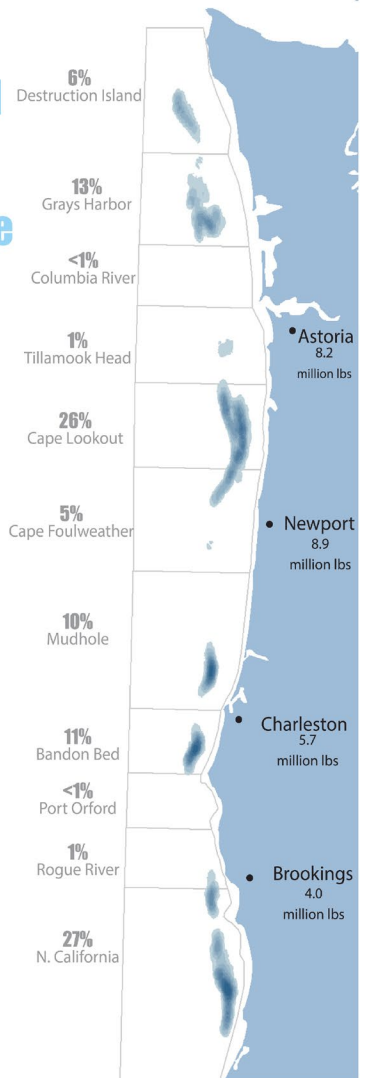 6%
Destruction Island
13%
Grays Harbor
<1%
Columbia River
Astoria
8.2
million lbs
1%
Tillamook Head
26%
Cape Lookout
5%
Cape Foulweather
Newport
8.9
million lbs
10%
Mudhole
Charleston
5.7
million lbs
11%
Bandon Bed
<1%
Port Orford
1%
Rogue River
Brookings
4.0
million lbs
27%
N. California